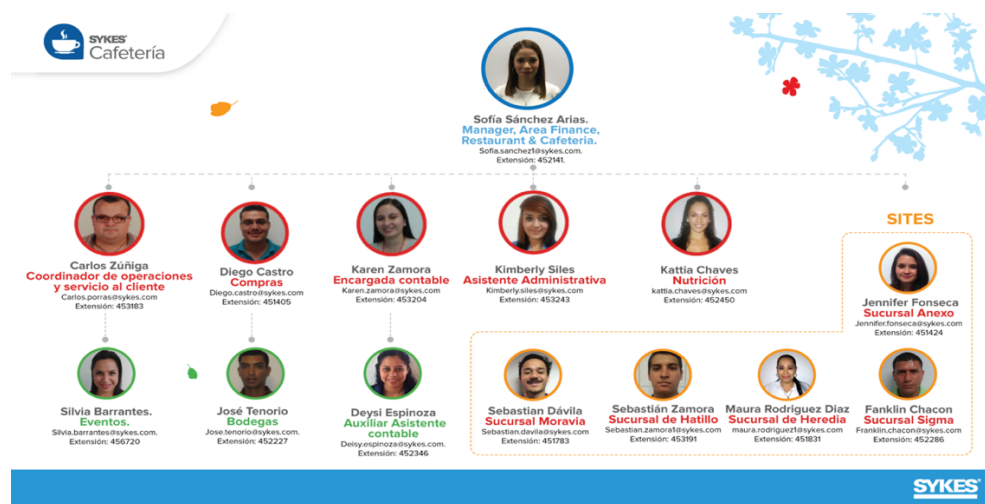 SYKES
Cafetería
Sofía Sánchez Arias.
Manager, Area Finance,
Restaurant & Cafeteria.
Sofia.sanchez1@sykes.com.
Extensión: 452141.
Carlos Zúñiga
Coordinador de operaciones
y servicio al cliente
Carlos.porras@sykes.com
Extensión: 453183
Diego Castro
Compras
Diego.castro@sykes.com
Extensión: 451405
Karen Zamora
Encargada contable
Karen.zamora@sykes.com
Extensión: 453204
Kimberly Siles
Asistente Administrativa
Kimberly.siles@sykes.com
Extensión: 453243
Kattia Chaves
Nutrición
kattia.chaves@sykes.com
Extensión: 452450
SITES
Jennifer Fonseca
Sucursal Anexo
Jennifer.fonseca@sykes.com
Extensión: 451424
Silvia Barrantes.
Eventos.
Silvia.barrantes@sykes.com.
Extensión: 456720
José Tenorio
Bodegas
Jose.tenorio@sykes.com.
Extensión: 452227
Deysi Espinoza
Auxiliar Asistente
contable
Deisy.espinoza@sykes.com.
Extensión: 452346
Sebastian Dávila
Sucursal Moravia
Sebastian.davila@sykes.com
Extensión: 451783
Sebastián Zamora
Sucursal de Hatillo
Sebastian.zamora1@sykes.com
Extensión: 453191
Maura Rodriguez Diaz
Sucursal de Heredia
maura.rodriguez1@sykes.com
Extensión: 451831
Fanklin Chacon
Sucursal Sigma
Franklin.chacon@sykes.com
Extensión: 452286
SYKES